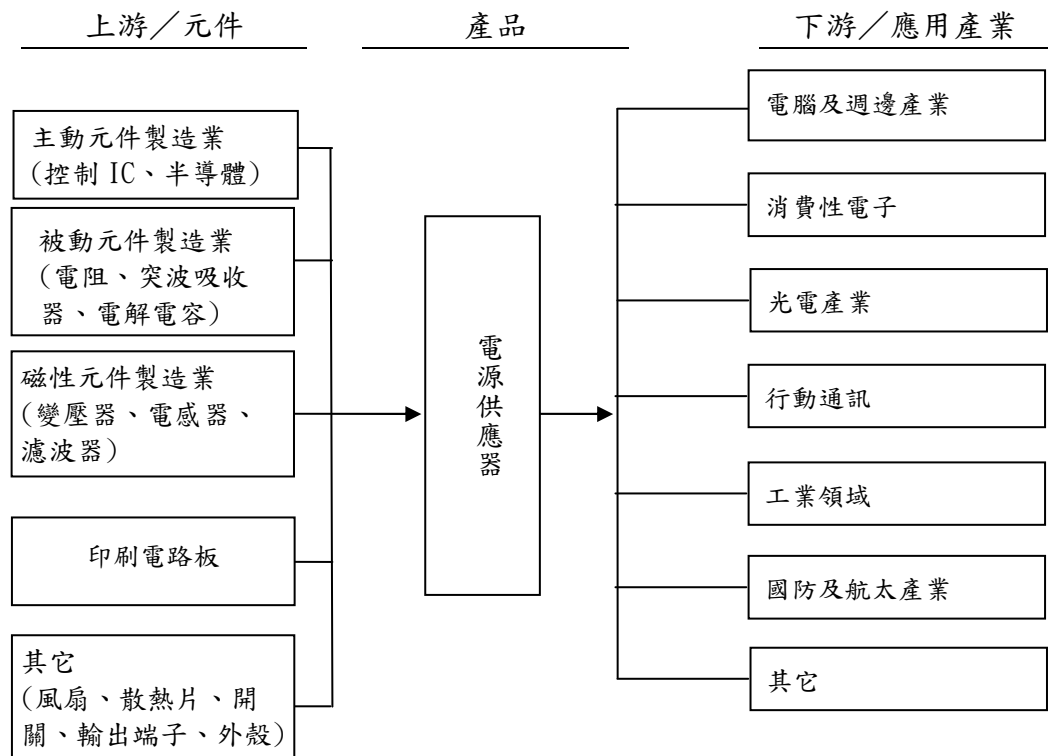 上游／元件
產品
下游／應用產業
主動元件製造業
(控制 IC、半導體)
被動元件製造業
(電阻、突波吸收
器、電解電容)
磁性元件製造業
(變壓器、電感器、
濾波器)
印刷電路板
其它
(風扇、散熱片、開
關、輸出端子、外殼)
電源供應器
電腦及週邊產業
消費性電子
光電產業
行動通訊
工業領域
國防及航太產業
其它